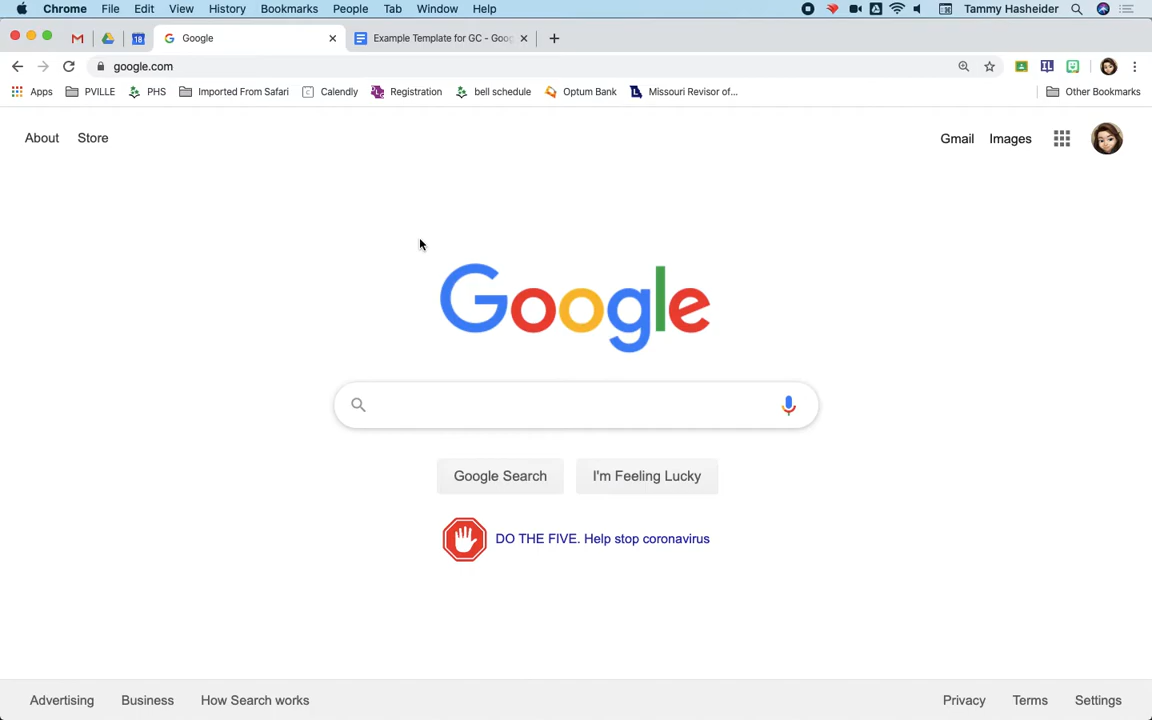 Chrome File Edit View History Bookmarks People Tab Window Help Tammy Hasheider
Google Example Template for GC - Goog
google.com
Apps PVILLE PHS Imported From Safari Calendly Registration bell schedule Optum Bank Missouri Revisor of... Other Bookmarks
About Store Gmail Images
Google
Google Search I'm Feeling Lucky
DO THE FIVE. Help stop coronavirus
Advertising Business How Search works Privacy Terms Settings